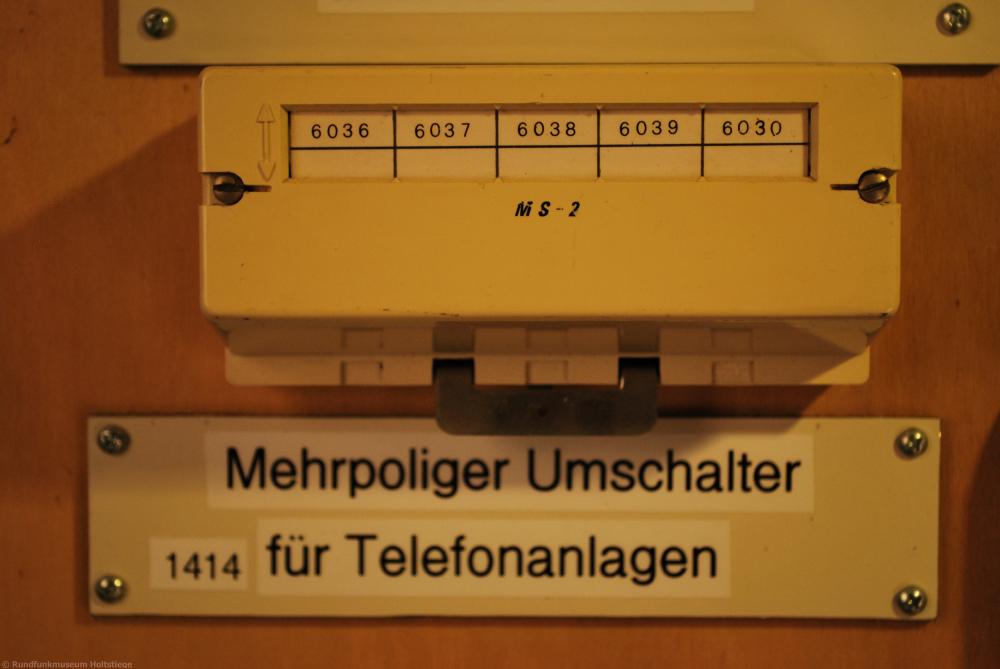 6036 6037 6038 6039 6030
MS-2
Mehrpoliger Umschalter
1414 für Telefonanlagen
© Rundfunkmuseum Holtstiege